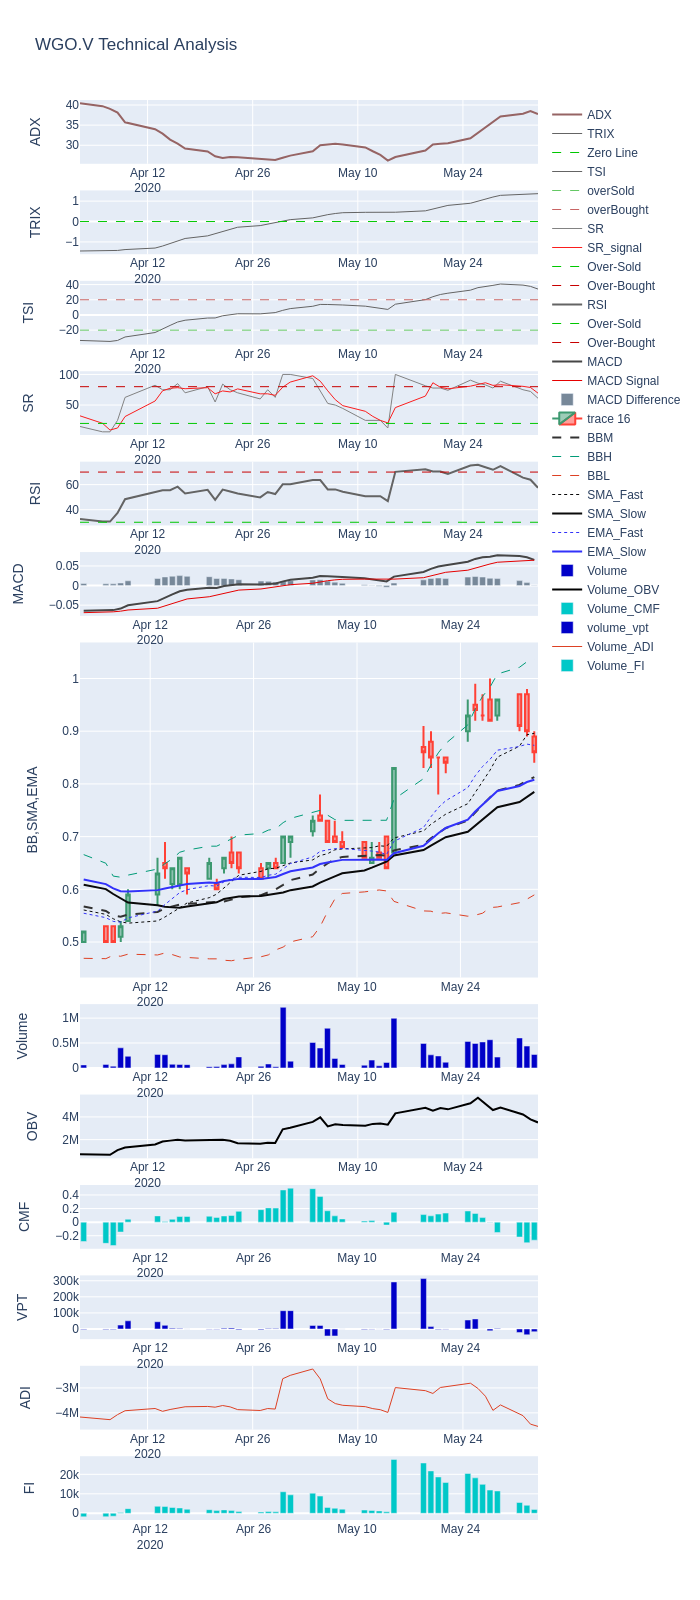 WGO.V Technical Analysis
ADX
40
35
30
Apr 12
2020
Apr 26
May 10
May 24
TRIX
1
0
−1
Apr 12
2020
Apr 26
May 10
May 24
TSI
40
20
0
−20
Apr 12
2020
Apr 26
May 10
May 24
SR
100
50
Apr 12
2020
Apr 26
May 10
May 24
RSI
60
40
Apr 12
2020
Apr 26
May 10
May 24
MACD
0.05
0
−0.05
Apr 12
2020
Apr 26
May 10
May 24
BB,SMA,EMA
1
0.9
0.8
0.7
0.6
0.5
Apr 12
2020
Apr 26
May 10
May 24
Volume
1M
0.5M
0
Apr 12
2020
Apr 26
May 10
May 24
OBV
4M
2M
Apr 12
2020
Apr 26
May 10
May 24
CMF
0.4
0.2
0
−0.2
Apr 12
2020
Apr 26
May 10
May 24
VPT
300k
200k
100k
0
Apr 12
2020
Apr 26
May 10
May 24
ADI
−3M
−4M
Apr 12
2020
Apr 26
May 10
May 24
FI
20k
10k
0
Apr 12
2020
Apr 26
May 10
May 24
ADX
TRIX
Zero Line
TSI
overSold
overBought
SR
SR_signal
Over-Sold
Over-Bought
RSI
Over-Sold
Over-Bought
MACD
MACD Signal
MACD Difference
trace 16
BBM
BBH
BBL
SMA_Fast
SMA_Slow
EMA_Fast
EMA_Slow
Volume
Volume_OBV
Volume_CMF
volume_vpt
Volume_ADI
Volume_FI